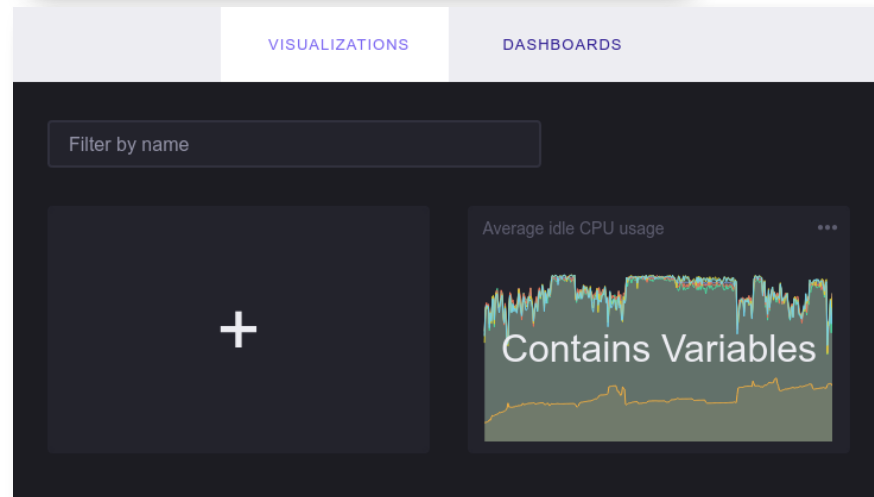 VISUALIZATIONS DASHBOARDS
Filter by name
Average idle CPU usage
Contains Variables